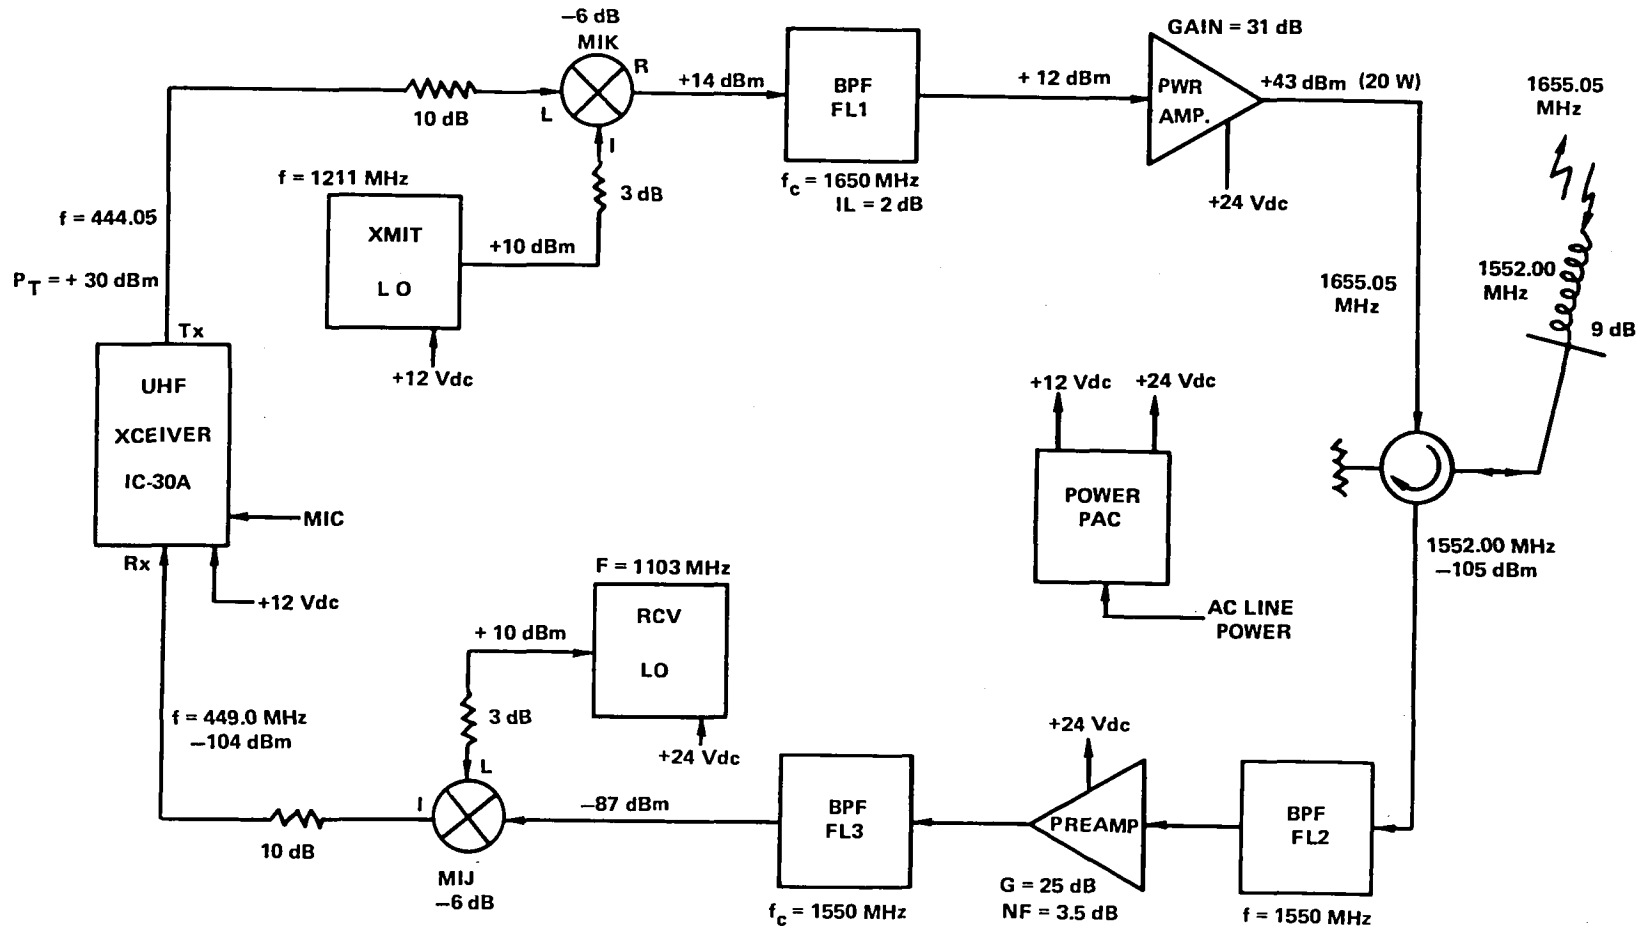 −6 dB
MIK
R
L
I
10 dB
+14 dBm
BPF
FL1
fc = 1650 MHz
IL = 2 dB
+ 12 dBm
GAIN = 31 dB
PWR
AMP.
+24 Vdc
+43 dBm (20 W)
1655.05
MHz
f = 1211 MHz
3 dB
XMIT
LO
+10 dBm
+12 Vdc
f = 444.05
PT = + 30 dBm
Tx
UHF
XCEIVER
IC-30A
MIC
Rx
+12 Vdc
1655.05
MHz
1552.00
MHz
9 dB
+12 Vdc
+24 Vdc
POWER
PAC
AC LINE
POWER
1552.00 MHz
−105 dBm
F = 1103 MHz
RCV
LO
+ 10 dBm
3 dB
+24 Vdc
L
I
MIJ
−6 dB
f = 449.0 MHz
−104 dBm
10 dB
−87 dBm
BPF
FL3
fc = 1550 MHz
+24 Vdc
PREAMP
G = 25 dB
NF = 3.5 dB
BPF
FL2
f = 1550 MHz